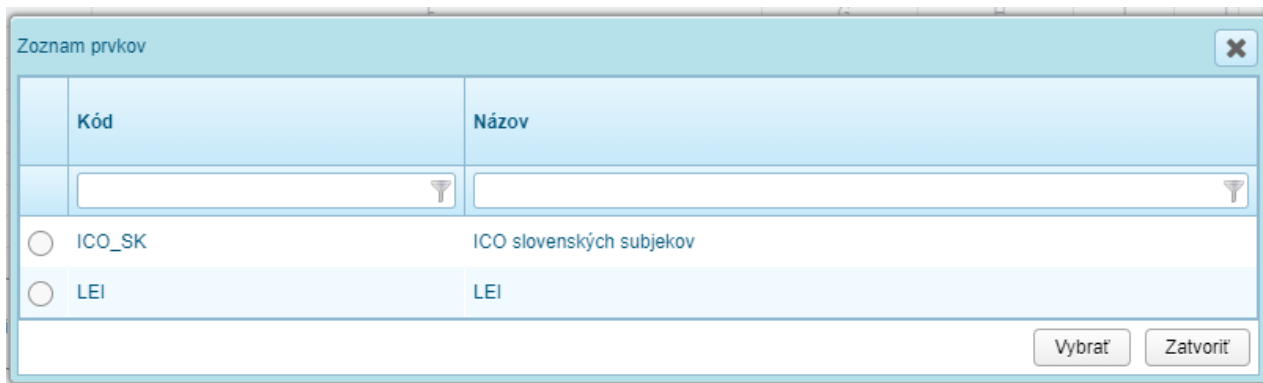 Zoznam prvkov
Kód Názov
ICO_SK ICO slovenských subjekov
LEI LEI
Vybrať Zatvoriť